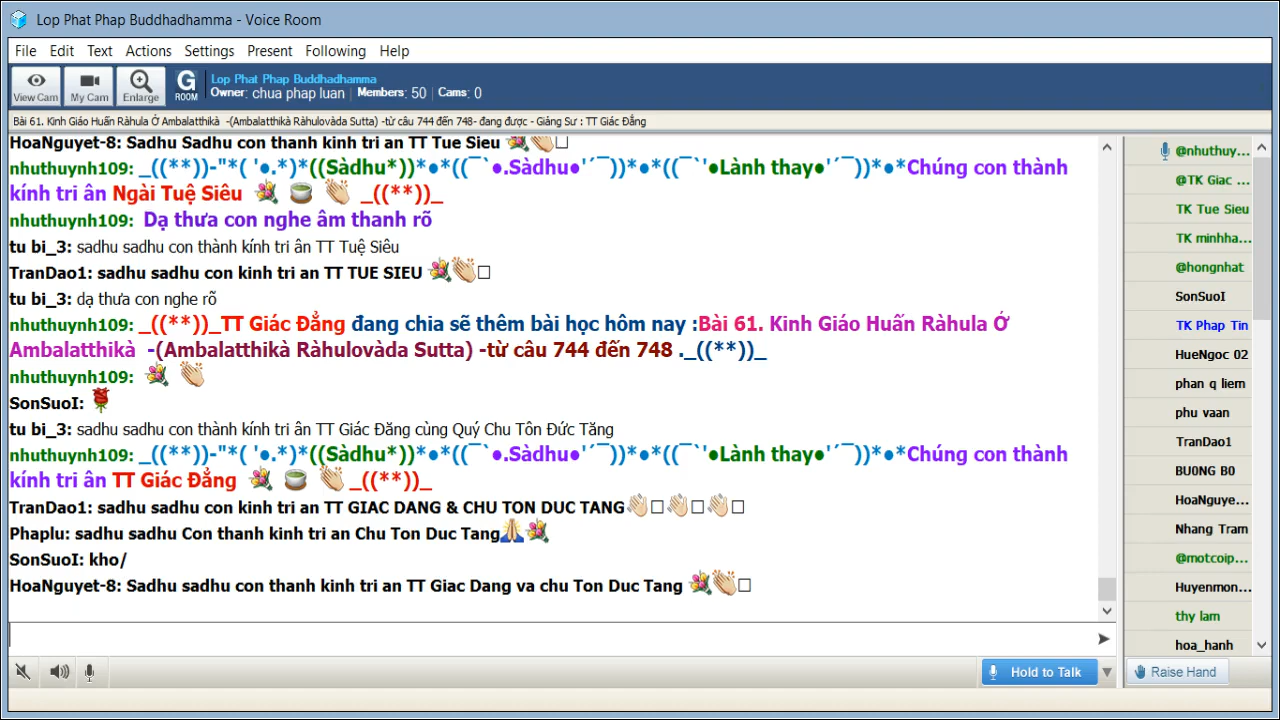 Lop Phat Phap Buddhadhamma - Voice Room
File Edit Text Actions Settings Present Following Help
View Cam My Cam Enlarge G ROOM
Lop Phat Phap Buddhadhamma
Owner: chua phap luan | Members: 50 | Cams: 0
Bài 61. Kinh Giáo Huấn Ràhula Ở Ambalatthikà -(Ambalatthikà Ràhulovàda Sutta) -từ câu 744 đến 748- đang được - Giảng Sư : TT Giác Đẳng
HoaNguyet-8: Sadhu Sadhu con thanh kinh tri an TT Tue Sieu 💐👏□
nhuthuynh109: _((**))-"*( '●.*)*((Sàdhu*))*●*((¯`●.Sàdhu●'´¯))*●*((¯`'●Lành thay●'´¯))*●*Chúng con thành
kính tri ân Ngài Tuệ Siêu 💐 🍵 👏 _((**))_
nhuthuynh109: Dạ thưa con nghe âm thanh rõ
tu bi_3: sadhu sadhu con thành kính tri ân TT Tuệ Siêu
TranDao1: sadhu sadhu con kinh tri an TT TUE SIEU 💐👏□
tu bi_3: dạ thưa con nghe rõ
nhuthuynh109: _((**))_TT Giác Đẳng đang chia sẽ thêm bài học hôm nay :Bài 61. Kinh Giáo Huấn Ràhula Ở
Ambalatthikà -(Ambalatthikà Ràhulovàda Sutta) -từ câu 744 đến 748 ._((**))_
nhuthuynh109: 💐 👏
SonSuoI: 🌹
tu bi_3: sadhu sadhu con thành kính tri ân TT Giác Đăng cùng Quý Chu Tôn Đức Tăng
nhuthuynh109: _((**))-"*( '●.*)*((Sàdhu*))*●*((¯`●.Sàdhu●'´¯))*●*((¯`'●Lành thay●'´¯))*●*Chúng con thành
kính tri ân TT Giác Đẳng 💐 🍵 👏 _((**))_
TranDao1: sadhu sadhu con kinh tri an TT GIAC DANG & CHU TON DUC TANG👏□👏□👏□
Phaplu: sadhu sadhu Con thanh kinh tri an Chu Ton Duc Tang🙏💐
SonSuoI: kho/
HoaNguyet-8: Sadhu sadhu con thanh kinh tri an TT Giac Dang va chu Ton Duc Tang 💐👏□
@nhuthuy...
@TK Giac ...
TK Tue Sieu
TK minhha...
@hongnhat
SonSuoI
TK Phap Tin
HueNgoc 02
phan q liem
phu vaan
TranDao1
BU0NG B0
HoaNguye...
Nhang Tram
@motcoip...
Huyenmon...
thy lam
hoa_hanh
Hold to Talk
Raise Hand